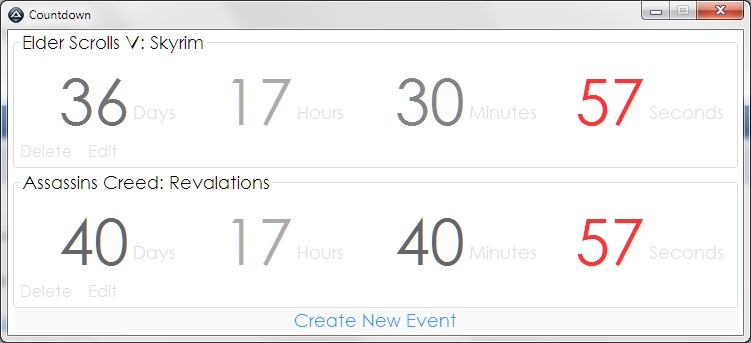 Countdown
Elder Scrolls V: Skyrim
36 Days 17 Hours 30 Minutes 57 Seconds
Delete Edit
Assassins Creed: Revalations
40 Days 17 Hours 40 Minutes 57 Seconds
Delete Edit
Create New Event